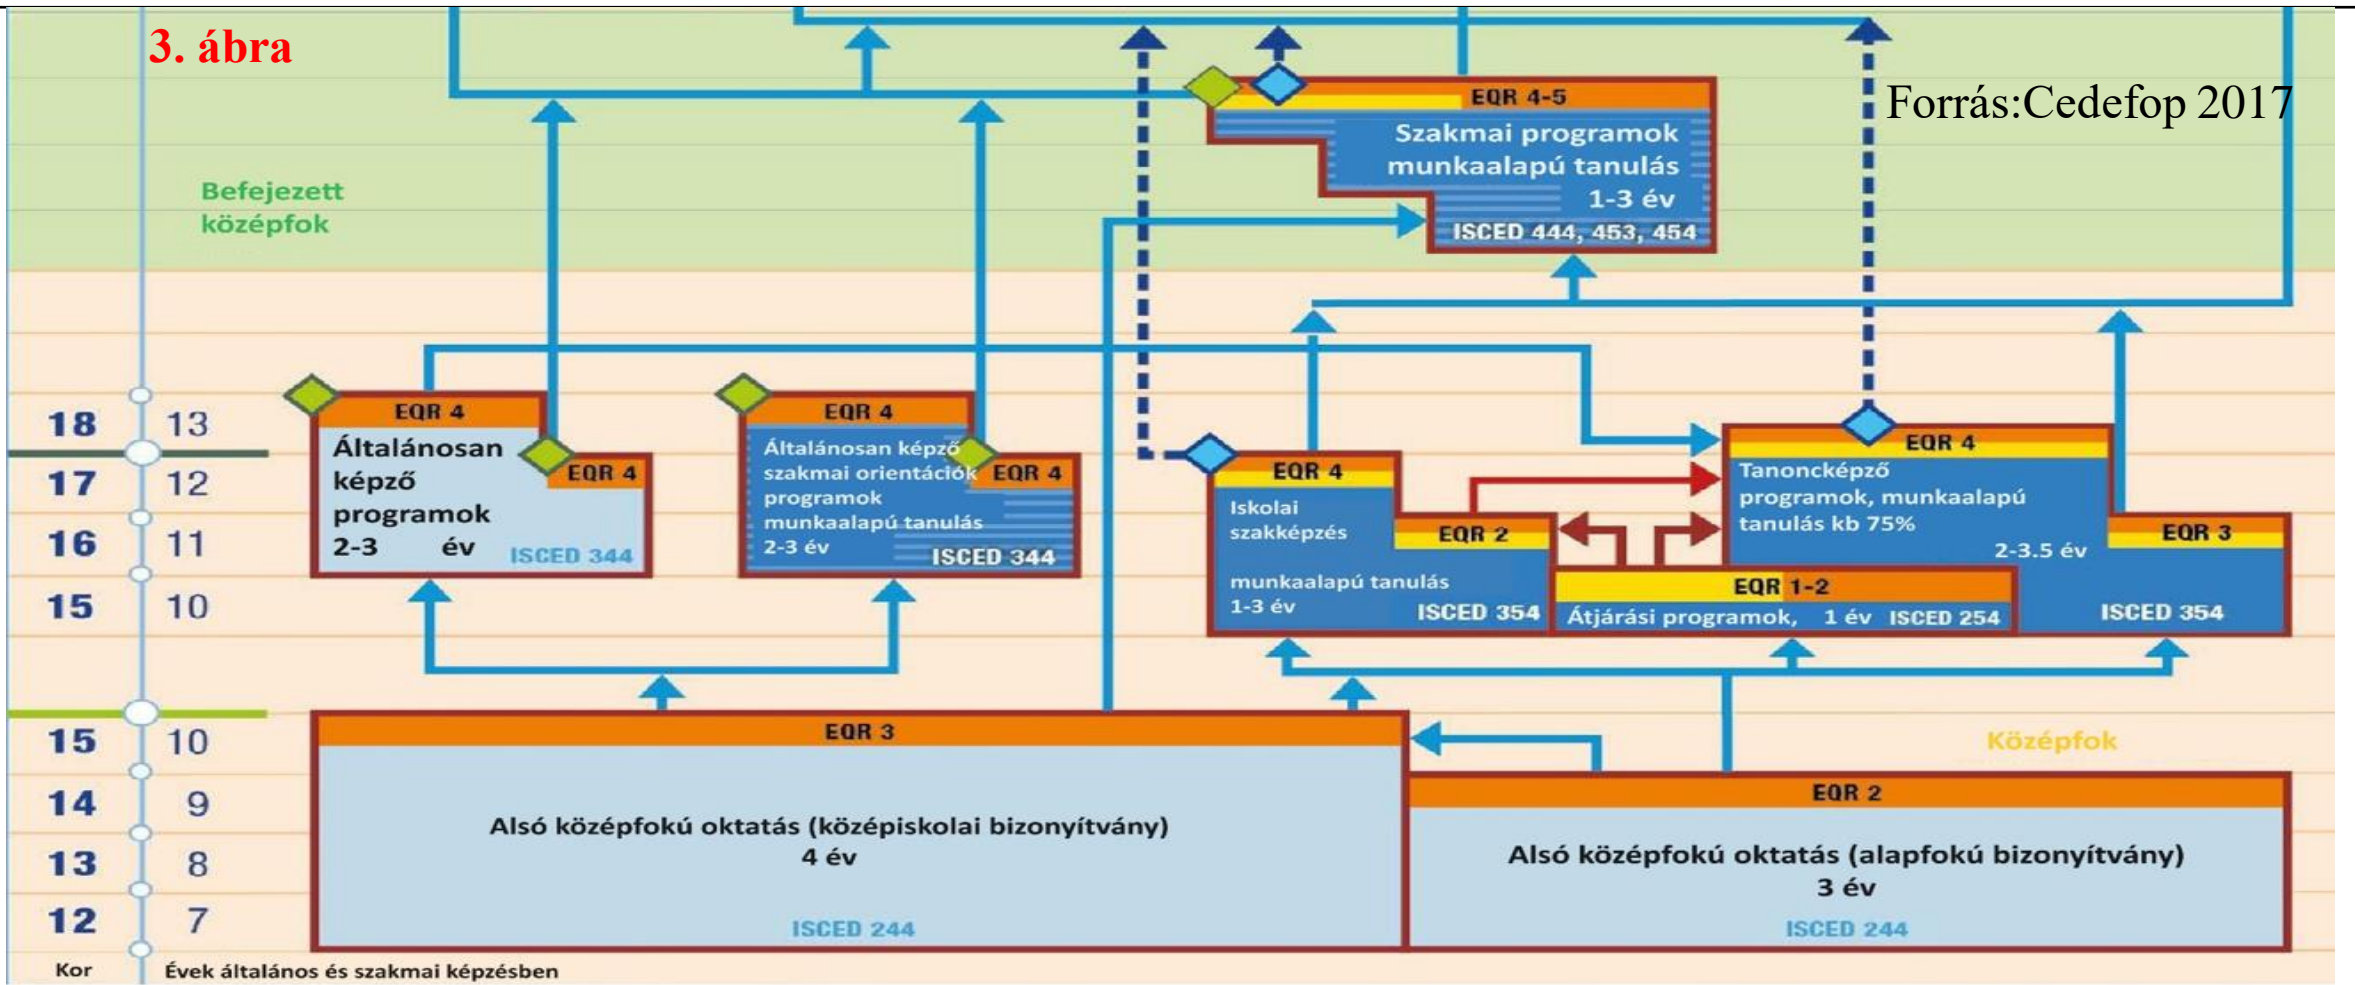 3. ábra
Forrás:Cedefop 2017
EQR 4-5
Szakmai programok
munkaalapú tanulás
1-3 év
ISCED 444, 453, 454
Befejezett
középfok
18 13
17 12
16 11
15 10
EQR 4
Általánosan
képző
programok
2-3 év
EQR 4
ISCED 344
EQR 4
Általánosan képző
szakmai orientációk
programok
munkaalapú tanulás
2-3 év
EQR 4
ISCED 344
EQR 4
Iskolai
szakképzés
munkaalapú tanulás
1-3 év
EQR 2
ISCED 354
EQR 4
Tanoncképző
programok, munkaalapú
tanulás kb 75%
2-3.5 év
EQR 3
ISCED 354
EQR 1-2
Átjárási programok, 1 év ISCED 254
15 10
14 9
13 8
12 7
EQR 3
Alsó középfokú oktatás (középiskolai bizonyítvány)
4 év
ISCED 244
Középfok
EQR 2
Alsó középfokú oktatás (alapfokú bizonyítvány)
3 év
ISCED 244
Kor Évek általános és szakmai képzésben